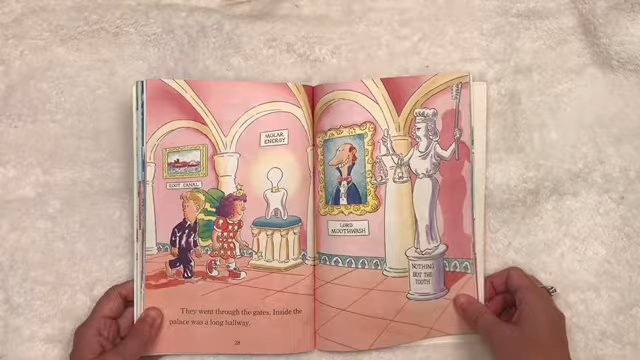 ROOT CANAL
MOLAR
ENERGY
LORD
MOUTHWASH
NOTHING
BUT THE
TOOTH
They went through the gates. Inside the
palace was a long hallway.
28